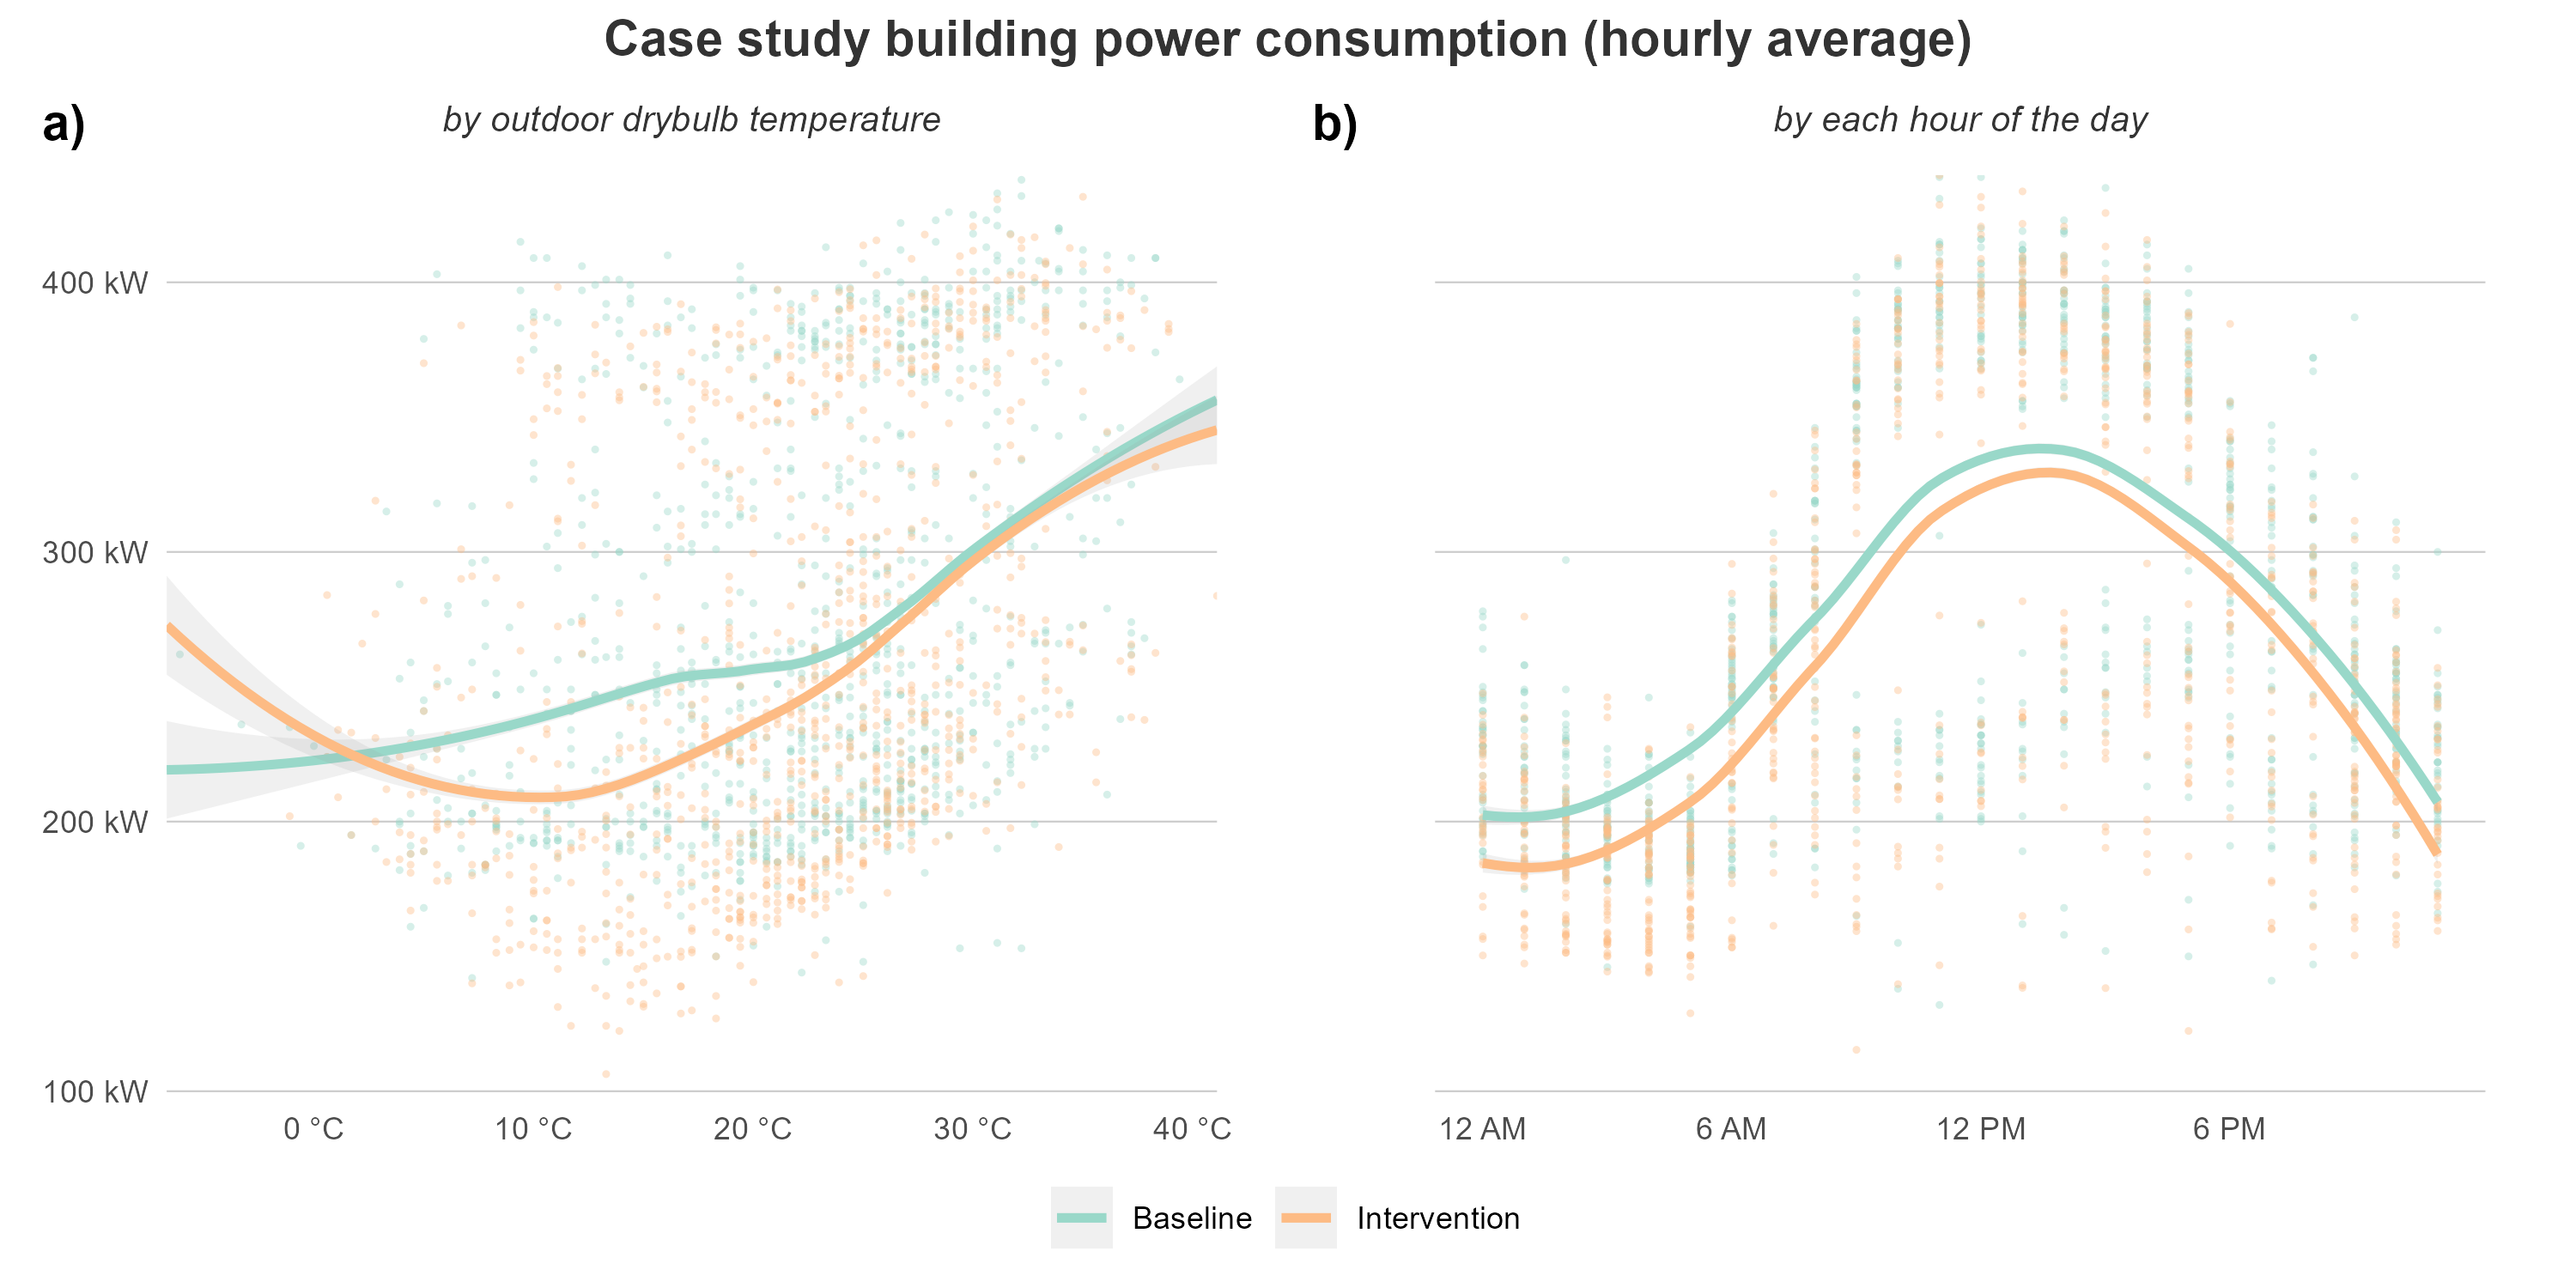 Case study building power consumption (hourly average)
a)
by outdoor drybulb temperature
400 kW
300 kW
200 kW
100 kW
0 °C
10 °C
20 °C
30 °C
40 °C
b)
by each hour of the day
12 AM
6 AM
12 PM
6 PM
Baseline
Intervention